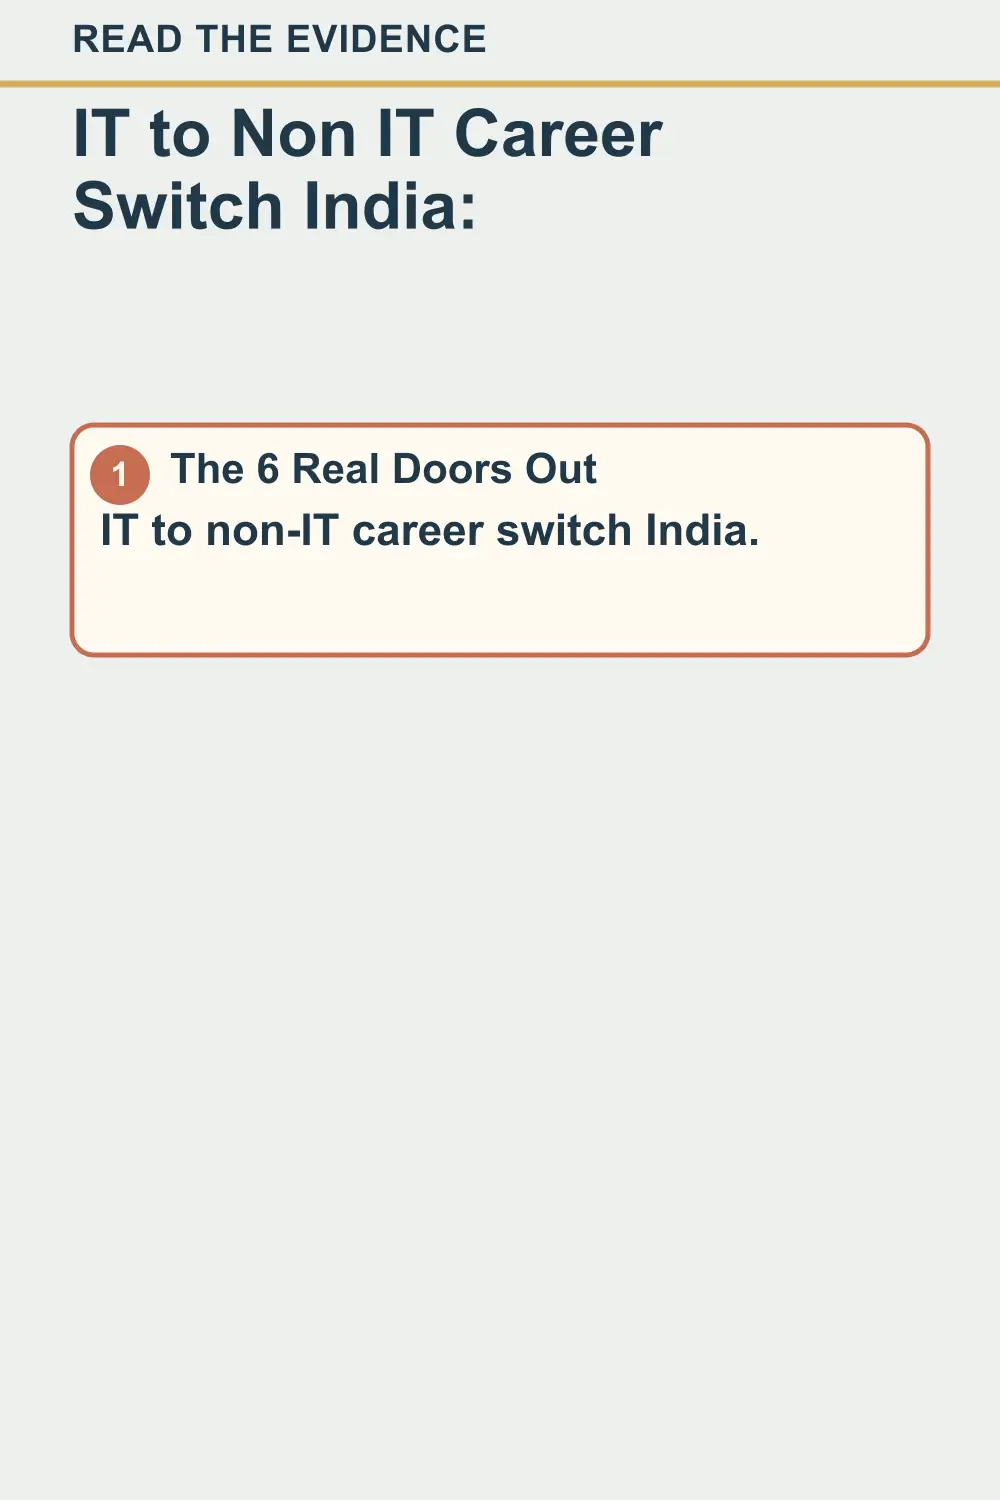 READ THE EVIDENCE
IT to Non IT Career
Switch India:
1 The 6 Real Doors Out
IT to non-IT career switch India.